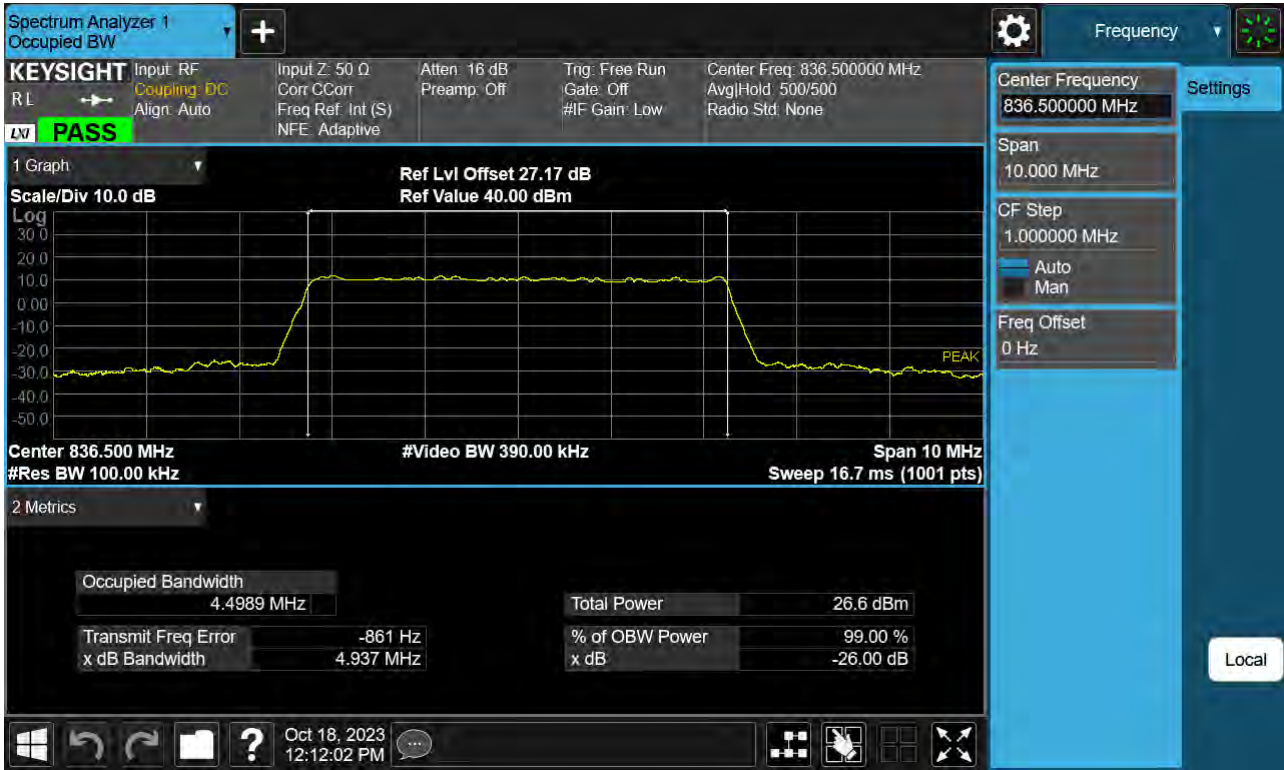 Spectrum Analyzer 1
Occupied BW
Frequency
KEYSIGHT
R L
LXI
PASS
Input: RF
Coupling: DC
Align: Auto
Input Z: 50 Ω
Corr CCorr
Freq Ref: Int (S)
NFE: Adaptive
Atten: 16 dB
Preamp: Off
Trig: Free Run
Gate: Off
#IF Gain: Low
Center Freq: 836.500000 MHz
Avg|Hold: 500/500
Radio Std: None
Center Frequency
836.500000 MHz
Settings
Span
10.000 MHz
CF Step
1.000000 MHz
Auto
Man
Freq Offset
0 Hz
Local
1 Graph
Scale/Div 10.0 dB
Ref Lvl Offset 27.17 dB
Ref Value 40.00 dBm
Log
30.0
20.0
10.0
0.00
-10.0
-20.0
-30.0
-40.0
-50.0
PEAK
Center 836.500 MHz
#Video BW 390.00 kHz
Span 10 MHz
#Res BW 100.00 kHz
Sweep 16.7 ms (1001 pts)
2 Metrics
Occupied Bandwidth
4.4989 MHz
Total Power 26.6 dBm
Transmit Freq Error -861 Hz
% of OBW Power 99.00 %
x dB Bandwidth 4.937 MHz
x dB -26.00 dB
?
Oct 18, 2023
12:12:02 PM